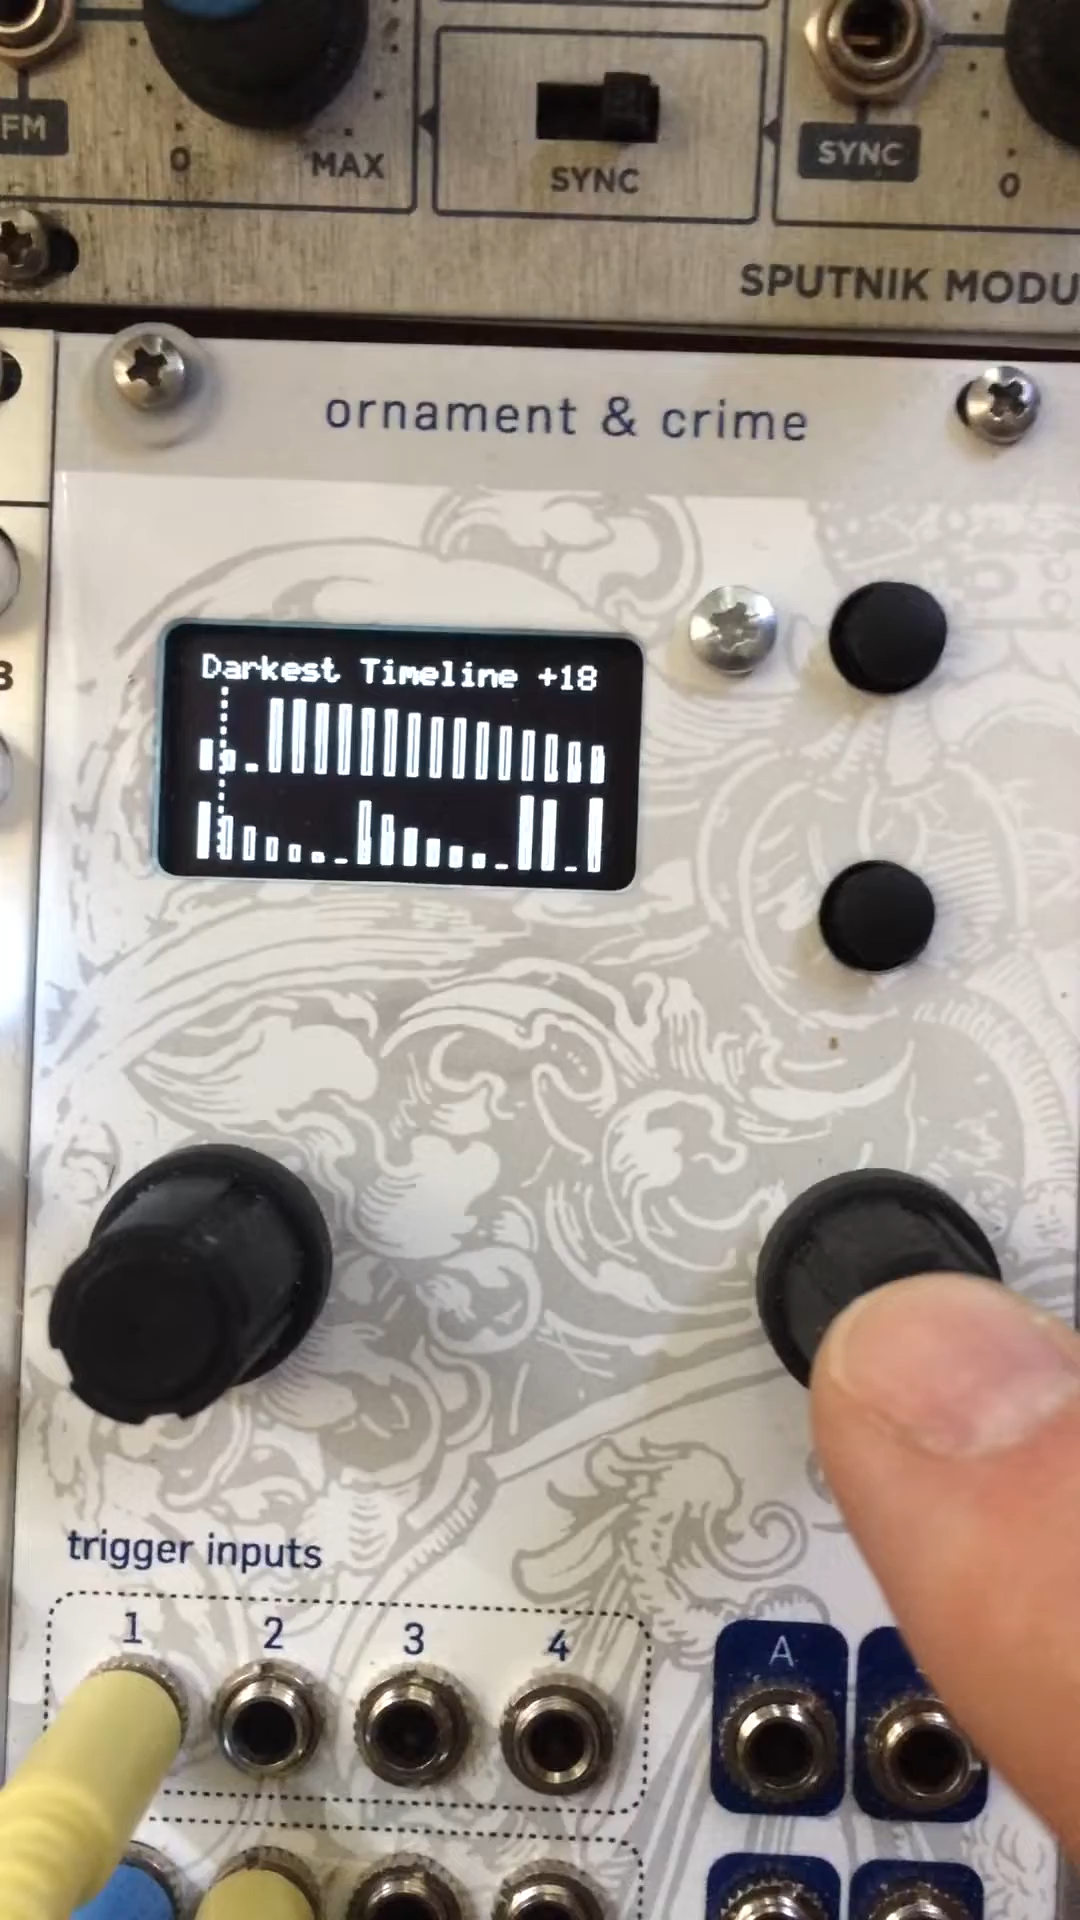 FM
0
MAX
SYNC
SYNC
0
SPUTNIK MODU
ornament & crime
Darkest Timeline +18
trigger inputs
1
2
3
4
A